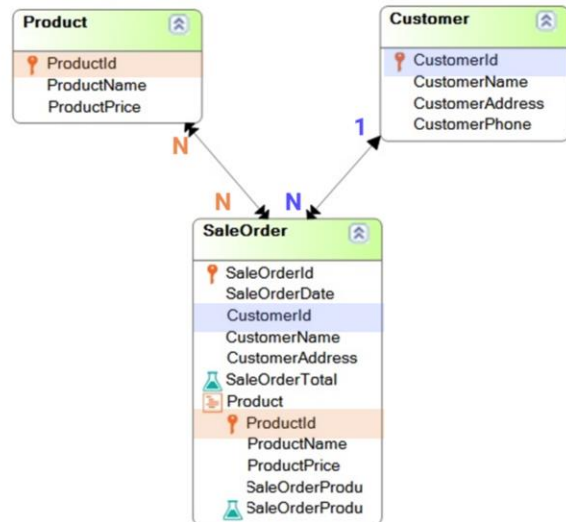 Product
ProductId
ProductName
ProductPrice
Customer
CustomerId
CustomerName
CustomerAddress
CustomerPhone
N
1
N
N
SaleOrder
SaleOrderId
SaleOrderDate
CustomerId
CustomerName
CustomerAddress
SaleOrderTotal
Product
ProductId
ProductName
ProductPrice
SaleOrderProdu
SaleOrderProdu